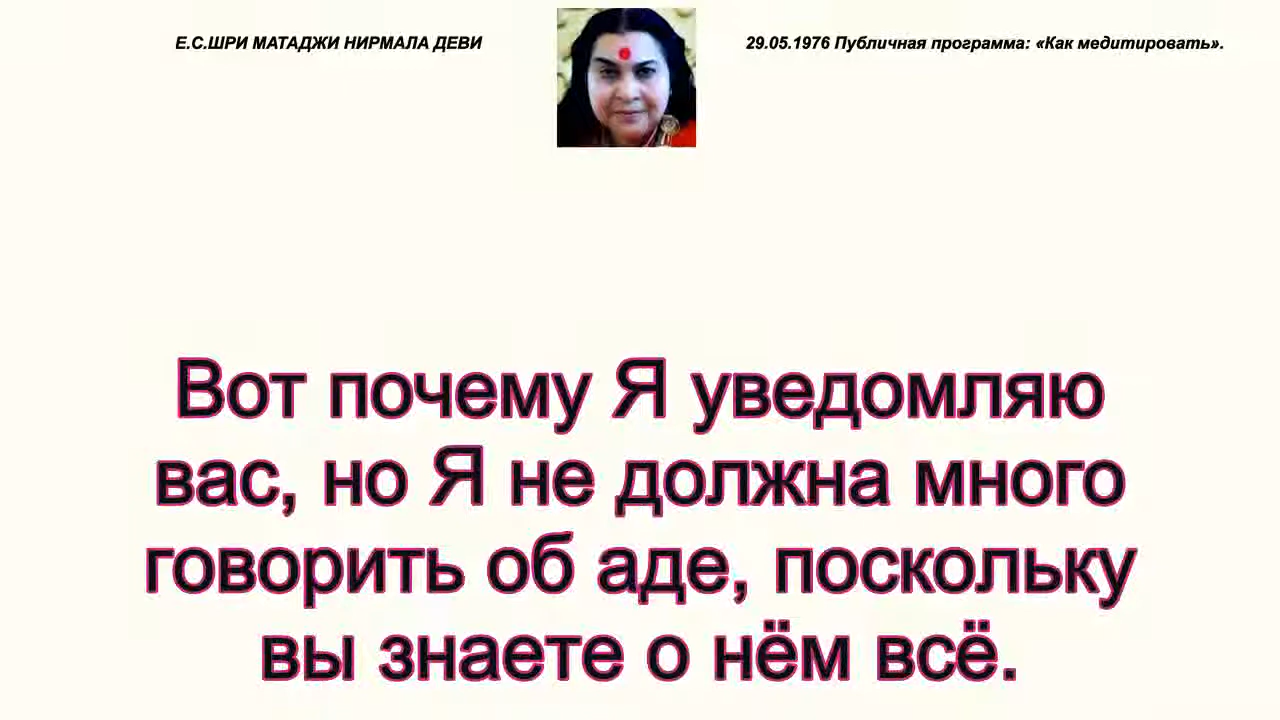 Е.С.ШРИ МАТАДЖИ НИРМАЛА ДЕВИ
29.05.1976 Публичная программа: «Как медитировать».
Вот почему Я уведомляю
вас, но Я не должна много
говорить об аде, поскольку
вы знаете о нём всё.